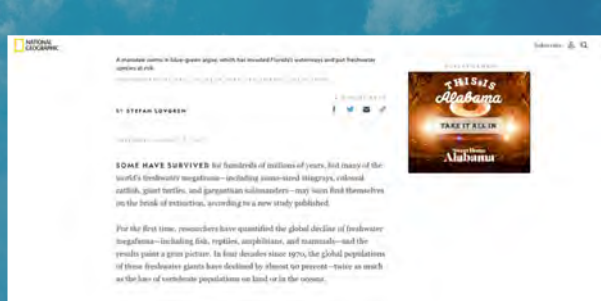 NATIONAL
GEOGRAPHIC
Subscribe
A manatee swims in blue-green algae, which has invaded Florida's waterways and put freshwater
species at risk.
BY STEFAN LOVGREN
THIS IS
Alabama
TAKE IT ALL IN
Sweet Home
Alabama
SOME HAVE SURVIVED for hundreds of millions of years, but many of the
world's freshwater megafauna—including sumo-sized stingrays, colossal
catfish, giant turtles, and gargantuan salamanders—may soon find themselves
on the brink of extinction, according to a new study published
For the first time, researchers have quantified the global decline of freshwater
megafauna—including fish, reptiles, amphibians, and mammals—and the
results paint a grim picture. In four decades since 1970, the global populations
of these freshwater giants have declined by almost 90 percent—twice as much
as the loss of vertebrate populations on land or in the oceans.